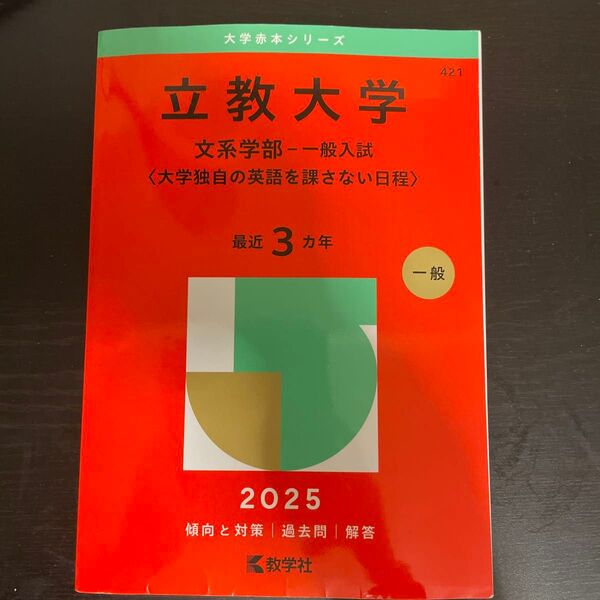 大学赤本シリーズ
421
立教大学
文系学部－一般入試
〈大学独自の英語を課さない日程〉
最近3カ年
一般
2025
傾向と対策｜過去問｜解答
教学社